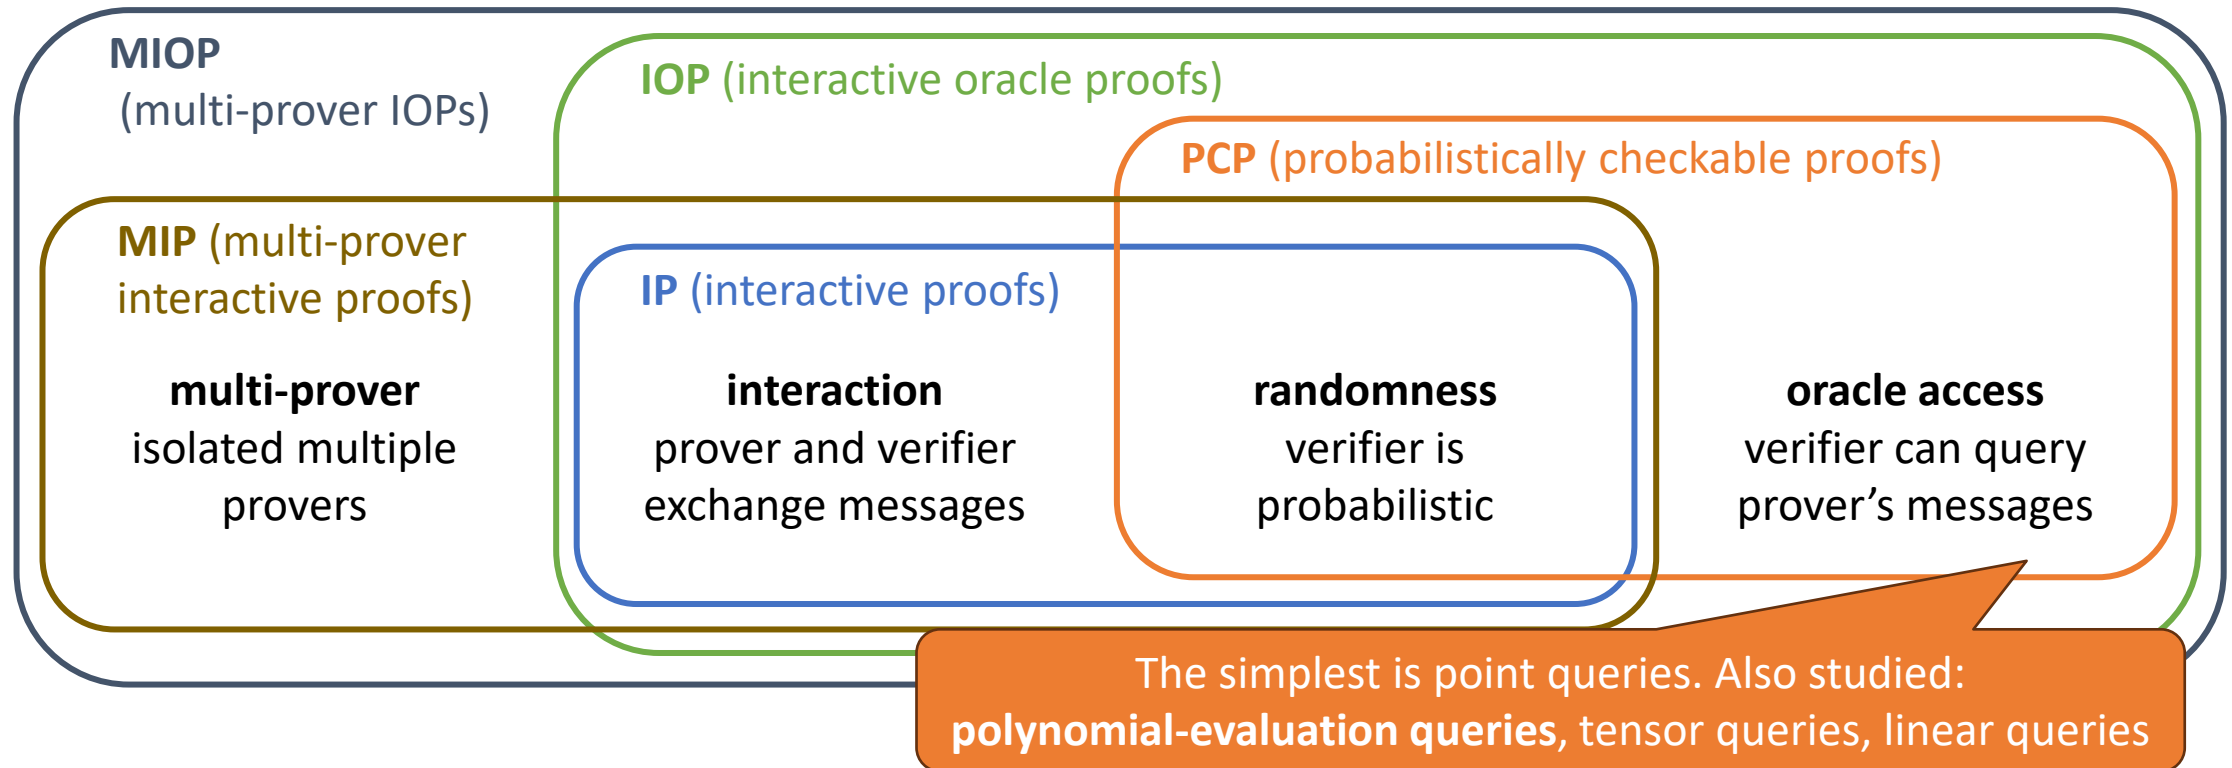 MIOP
(multi-prover IOPs)
IOP (interactive oracle proofs)
PCP (probabilistically checkable proofs)
MIP (multi-prover
interactive proofs)
IP (interactive proofs)
multi-prover
isolated multiple
provers
interaction
prover and verifier
exchange messages
randomness
verifier is
probabilistic
oracle access
verifier can query
prover’s messages
The simplest is point queries. Also studied:
polynomial-evaluation queries, tensor queries, linear queries